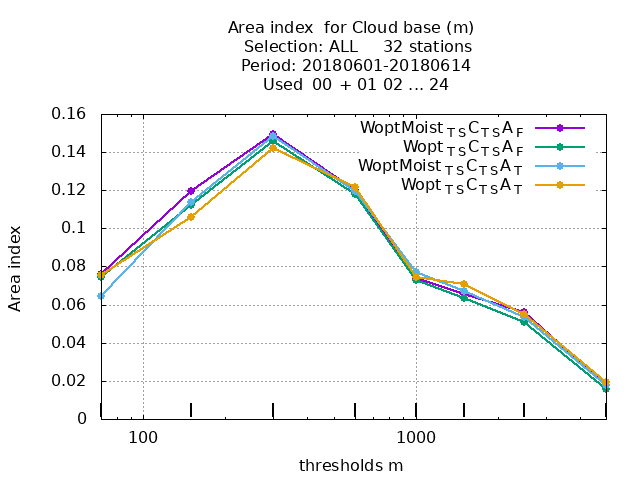 Area index  for Cloud base (m)
Selection: ALL     32 stations
Period: 20180601-20180614
Used  00 + 01 02 ... 24
0.16
0.14
0.12
0.1
0.08
0.06
0.04
0.02
0
Area index
WoptMoist TS C TS A F
Wopt TS C TS A F
WoptMoist TS C TS A T
Wopt TS C TS A T
100
1000
thresholds m